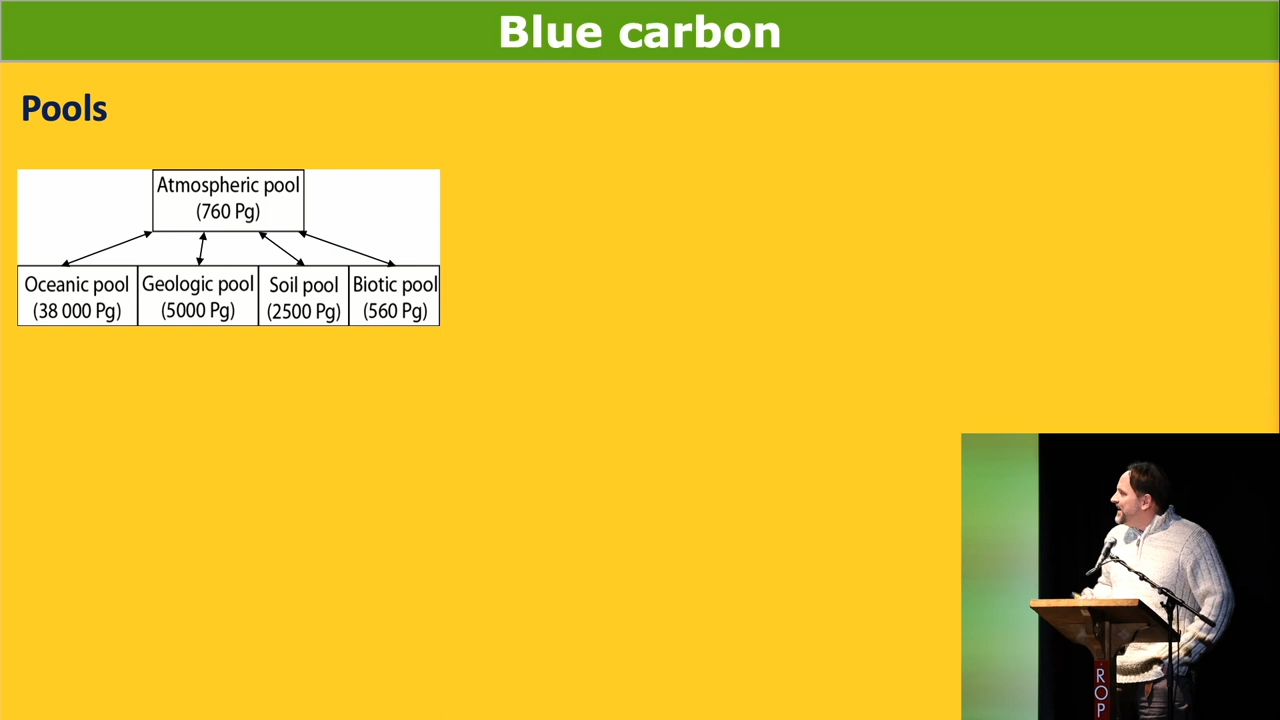 Blue carbon
Pools
Atmospheric pool
(760 Pg)
Oceanic pool
(38 000 Pg)
Geologic pool
(5000 Pg)
Soil pool
(2500 Pg)
Biotic pool
(560 Pg)
ROP